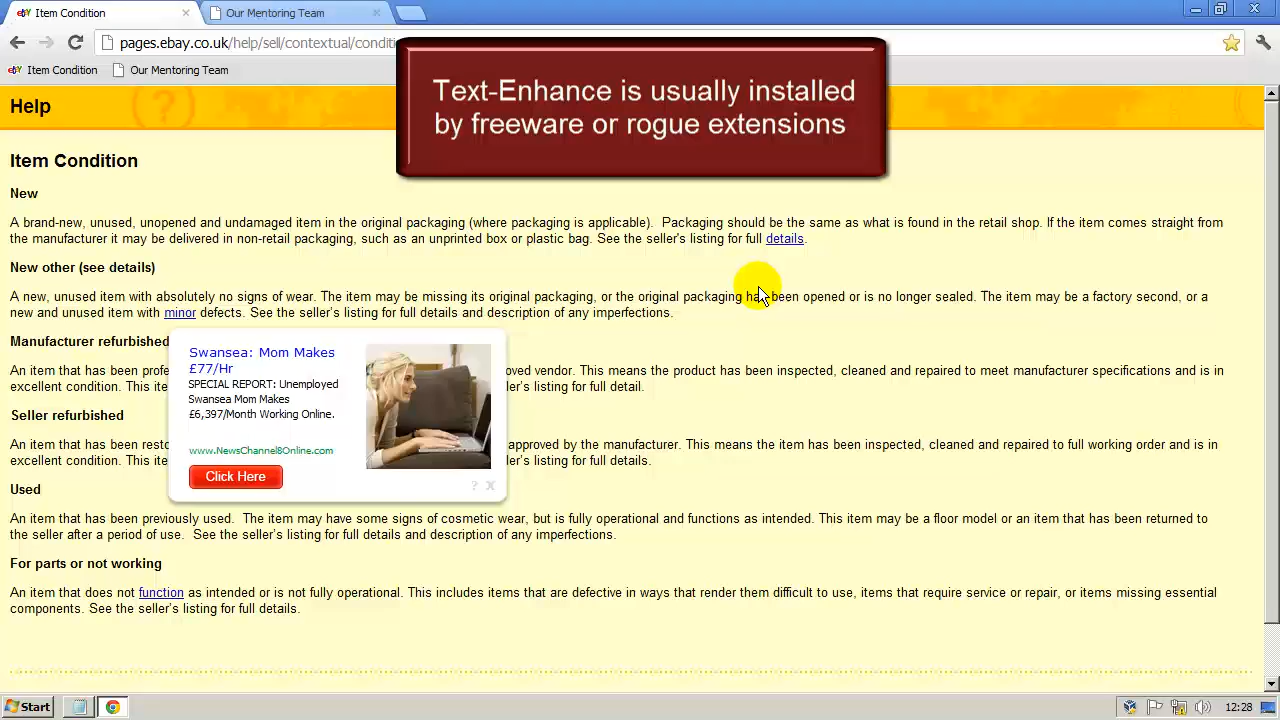 ebY Item Condition
Our Mentoring Team
pages.ebay.co.uk/help/sell/contextual/conditi
ebY Item Condition
Our Mentoring Team
Text-Enhance is usually installed
by freeware or rogue extensions
Help
Item Condition
New
A brand-new, unused, unopened and undamaged item in the original packaging (where packaging is applicable). Packaging should be the same as what is found in the retail shop. If the item comes straight from
the manufacturer it may be delivered in non-retail packaging, such as an unprinted box or plastic bag. See the seller's listing for full details.
New other (see details)
A new, unused item with absolutely no signs of wear. The item may be missing its original packaging, or the original packaging ha been opened or is no longer sealed. The item may be a factory second, or a
new and unused item with minor defects. See the seller's listing for full details and description of any imperfections.
Manufacturer refurbished
An item that has been profe
oved vendor. This means the product has been inspected, cleaned and repaired to meet manufacturer specifications and is in
excellent condition. This ite
ler's listing for full detail.
Seller refurbished
An item that has been resto
approved by the manufacturer. This means the item has been inspected, cleaned and repaired to full working order and is in
excellent condition. This ite
ler's listing for full details.
Swansea: Mom Makes
£77/Hr
SPECIAL REPORT: Unemployed
Swansea Mom Makes
£6,397/Month Working Online.
www.NewsChannel8Online.com
Click Here
? X
Used
An item that has been previously used. The item may have some signs of cosmetic wear, but is fully operational and functions as intended. This item may be a floor model or an item that has been returned to
the seller after a period of use. See the seller's listing for full details and description of any imperfections.
For parts or not working
An item that does not function as intended or is not fully operational. This includes items that are defective in ways that render them difficult to use, items that require service or repair, or items missing essential
components. See the seller's listing for full details.
Start
12:28